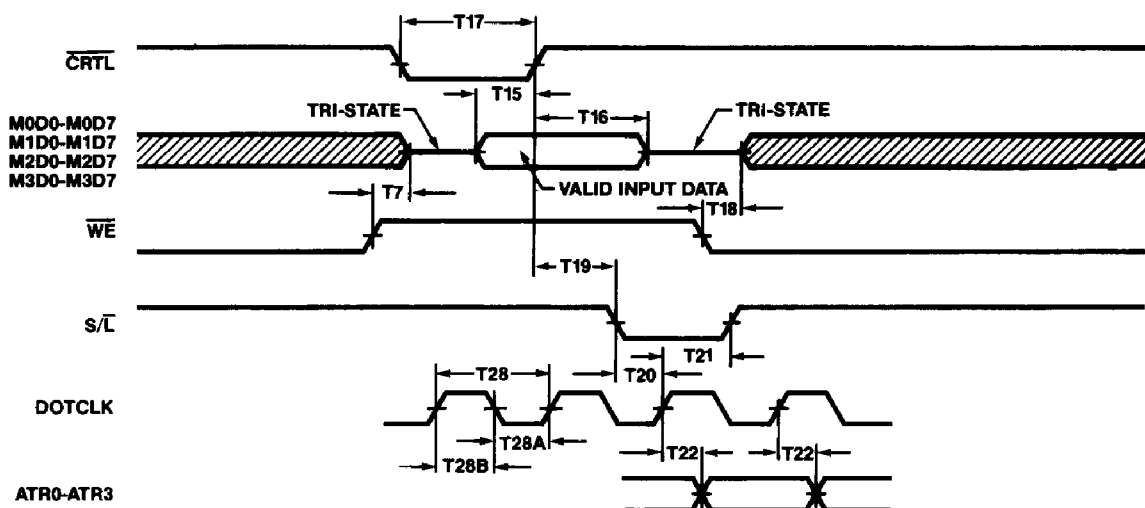 T17
CRTL
T15
TRI-STATE
T16
TRI-STATE
M0D0-M0D7
M1D0-M1D7
M2D0-M2D7
M3D0-M3D7
VALID INPUT DATA
T7
T18
WE
T19
S/L
T21
T20
T28
DOTCLK
T28A
T22
T22
T28B
ATR0-ATR3